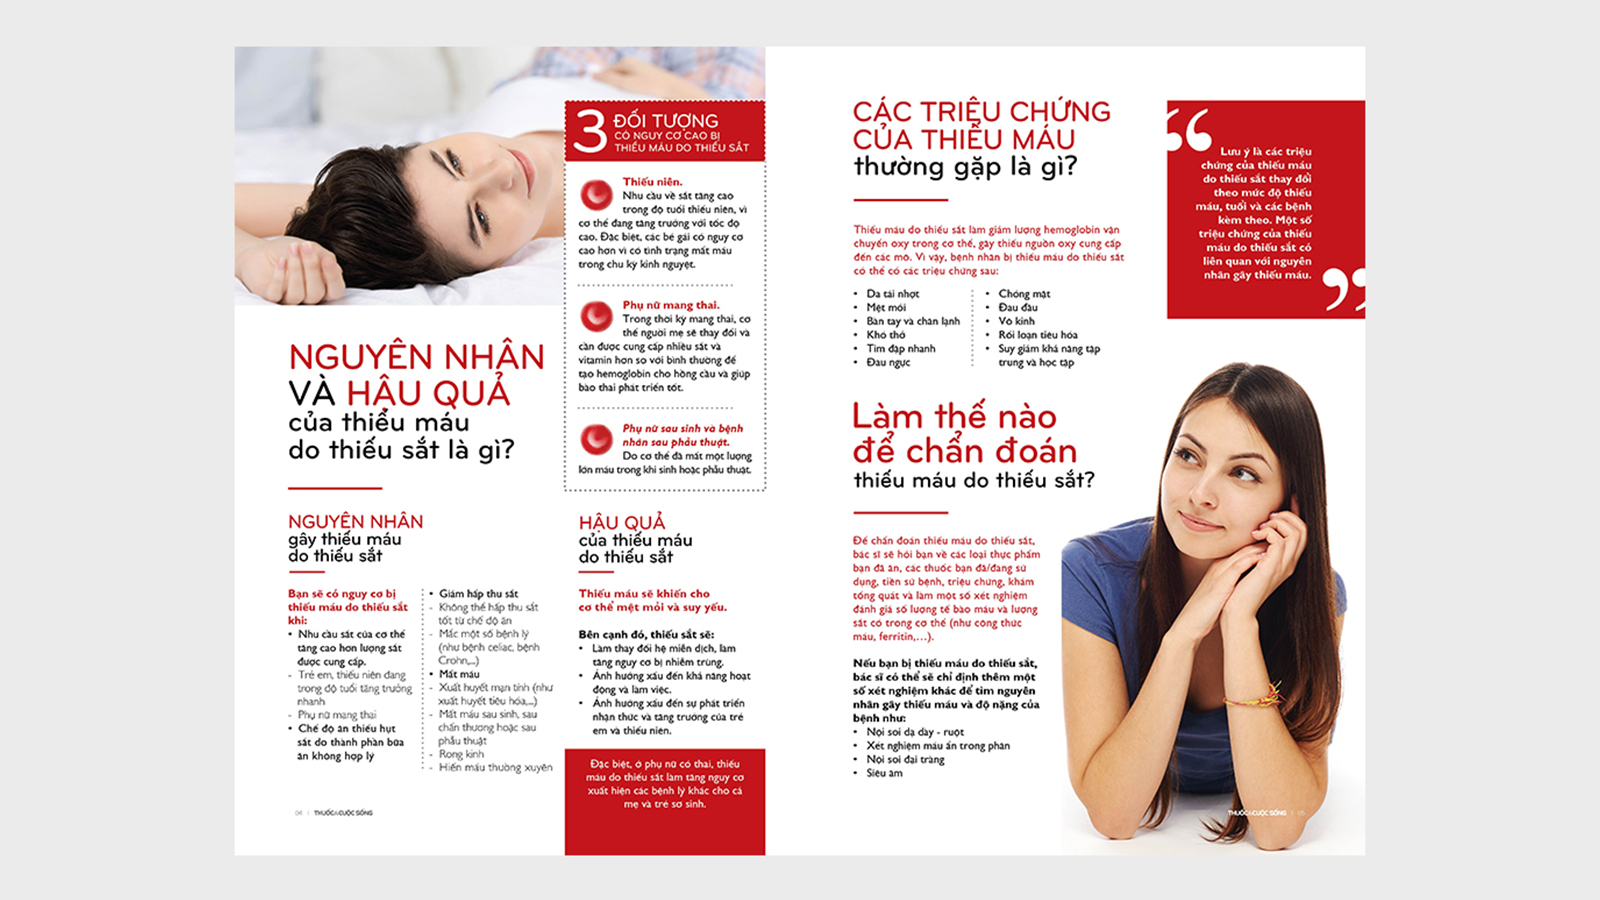 3 ĐỐI TƯỢNG
CÓ NGUY CƠ CAO BỊ
THIẾU MÁU DO THIẾU SẮT
Thiếu niên.
Nhu cầu về sắt tăng cao
trong độ tuổi thiếu niên, vì
cơ thể đang tăng trưởng với tốc độ
cao. Đặc biệt, các bé gái có nguy cơ
cao hơn vì có tình trạng mất máu
trong chu kỳ kinh nguyệt.
Phụ nữ mang thai.
Trong thời kỳ mang thai, cơ
thể người mẹ sẽ thay đổi và
cần được cung cấp nhiều sắt và
vitamin hơn so với bình thường để
tạo hemoglobin cho hồng cầu và giúp
bào thai phát triển tốt.
Phụ nữ sau sinh và bệnh
nhân sau phẫu thuật.
Do cơ thể đã mất một lượng
lớn máu trong khi sinh hoặc phẫu thuật.
NGUYÊN NHÂN
VÀ HẬU QUẢ
của thiếu máu
do thiếu sắt là gì?
NGUYÊN NHÂN
gây thiếu máu
do thiếu sắt
Bạn sẽ có nguy cơ bị
thiếu máu do thiếu sắt
khi:
• Nhu cầu sắt của cơ thể
tăng cao hơn lượng sắt
được cung cấp.
- Trẻ em, thiếu niên đang
trong độ tuổi tăng trưởng
nhanh
- Phụ nữ mang thai
• Chế độ ăn thiếu hụt
sắt do thành phần bữa
ăn không hợp lý
• Giảm hấp thu sắt
- Không thể hấp thu sắt
tốt từ chế độ ăn
- Mắc một số bệnh lý
(như bệnh celiac, bệnh
Crohn,...)
• Mất máu
- Xuất huyết mạn tính (như
xuất huyết tiêu hóa,...)
- Mất máu sau sinh, sau
chấn thương hoặc sau
phẫu thuật
- Rong kinh
- Hiến máu thường xuyên
HẬU QUẢ
của thiếu máu
do thiếu sắt
Thiếu máu sẽ khiến cho
cơ thể mệt mỏi và suy yếu.
Bên cạnh đó, thiếu sắt sẽ:
• Làm thay đổi hệ miễn dịch, làm
tăng nguy cơ bị nhiễm trùng.
• Ảnh hưởng xấu đến khả năng hoạt
động và làm việc.
• Ảnh hưởng xấu đến sự phát triển
nhận thức và tăng trưởng của trẻ
em và thiếu niên.
Đặc biệt, ở phụ nữ có thai, thiếu
máu do thiếu sắt làm tăng nguy cơ
xuất hiện các bệnh lý khác cho cả
mẹ và trẻ sơ sinh.
04 | THUỐC&CUỘC SỐNG
CÁC TRIỆU CHỨNG
CỦA THIẾU MÁU
thường gặp là gì?
Thiếu máu do thiếu sắt làm giảm lượng hemoglobin vận
chuyển oxy trong cơ thể, gây thiếu nguồn oxy cung cấp
đến các mô. Vì vậy, bệnh nhân bị thiếu máu do thiếu sắt
có thể có các triệu chứng sau:
• Da tái nhợt
• Mệt mỏi
• Bàn tay và chân lạnh
• Khó thở
• Tim đập nhanh
• Đau ngực
• Chóng mặt
• Đau đầu
• Vô kinh
• Rối loạn tiêu hóa
• Suy giảm khả năng tập
trung và học tập
“
Lưu ý là các triệu
chứng của thiếu máu
do thiếu sắt thay đổi
theo mức độ thiếu
máu, tuổi và các bệnh
kèm theo. Một số
triệu chứng của thiếu
máu do thiếu sắt có
liên quan với nguyên
nhân gây thiếu máu.
”
Làm thế nào
để chẩn đoán
thiếu máu do thiếu sắt?
Để chẩn đoán thiếu máu do thiếu sắt,
bác sĩ sẽ hỏi bạn về các loại thực phẩm
bạn đã ăn, các thuốc bạn đã/đang sử
dụng, tiền sử bệnh, triệu chứng, khám
tổng quát và làm một số xét nghiệm
đánh giá số lượng tế bào máu và lượng
sắt có trong cơ thể (như công thức
máu, ferritin,...).
Nếu bạn bị thiếu máu do thiếu sắt,
bác sĩ có thể sẽ chỉ định thêm một
số xét nghiệm khác để tìm nguyên
nhân gây thiếu máu và độ nặng của
bệnh như:
• Nội soi dạ dày - ruột
• Xét nghiệm máu ẩn trong phân
• Nội soi đại tràng
• Siêu âm
THUỐC&CUỘC SỐNG | 05